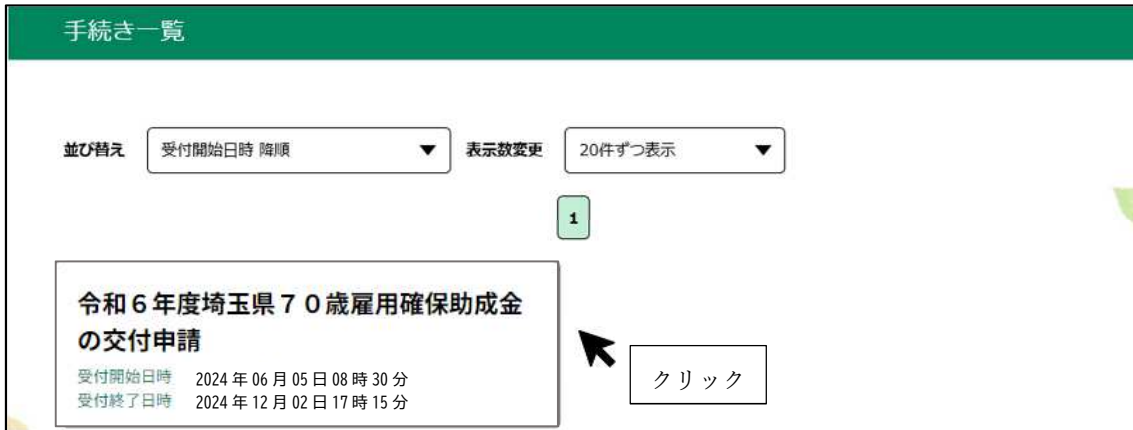 手続き一覧
並び替え 受付開始日時 降順 表示数変更 20件ずつ表示
1
令和６年度埼玉県７０歳雇用確保助成金
の交付申請
受付開始日時 2024年06月05日08時30分
受付終了日時 2024年12月02日17時15分
クリック